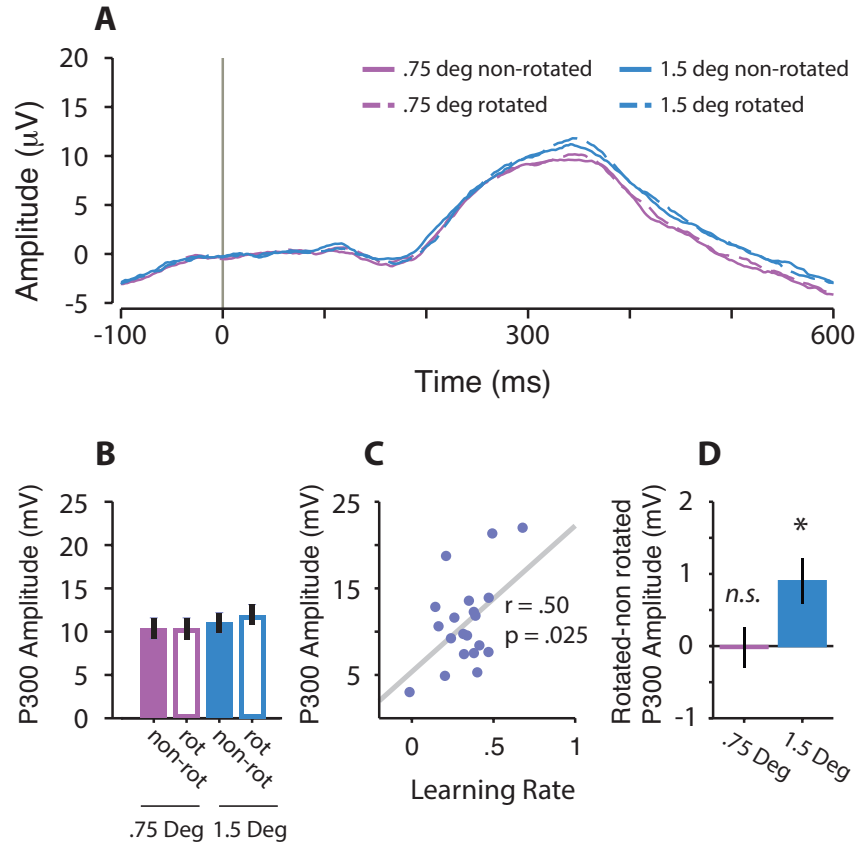 A
Amplitude (μV)
20
15
10
5
0
-5
.75 deg non-rotated
1.5 deg non-rotated
.75 deg rotated
1.5 deg rotated
-100
0
300
600
Time (ms)
B
P300 Amplitude (mV)
25
20
15
10
5
0
non-rot
rot
non-rot
rot
.75 Deg
1.5 Deg
C
P300 Amplitude (mV)
25
15
5
r = .50
p = .025
0
.5
1
Learning Rate
D
Rotated-non rotated
P300 Amplitude (mV)
2
1
0
-1
n.s.
*
.75 Deg
1.5 Deg